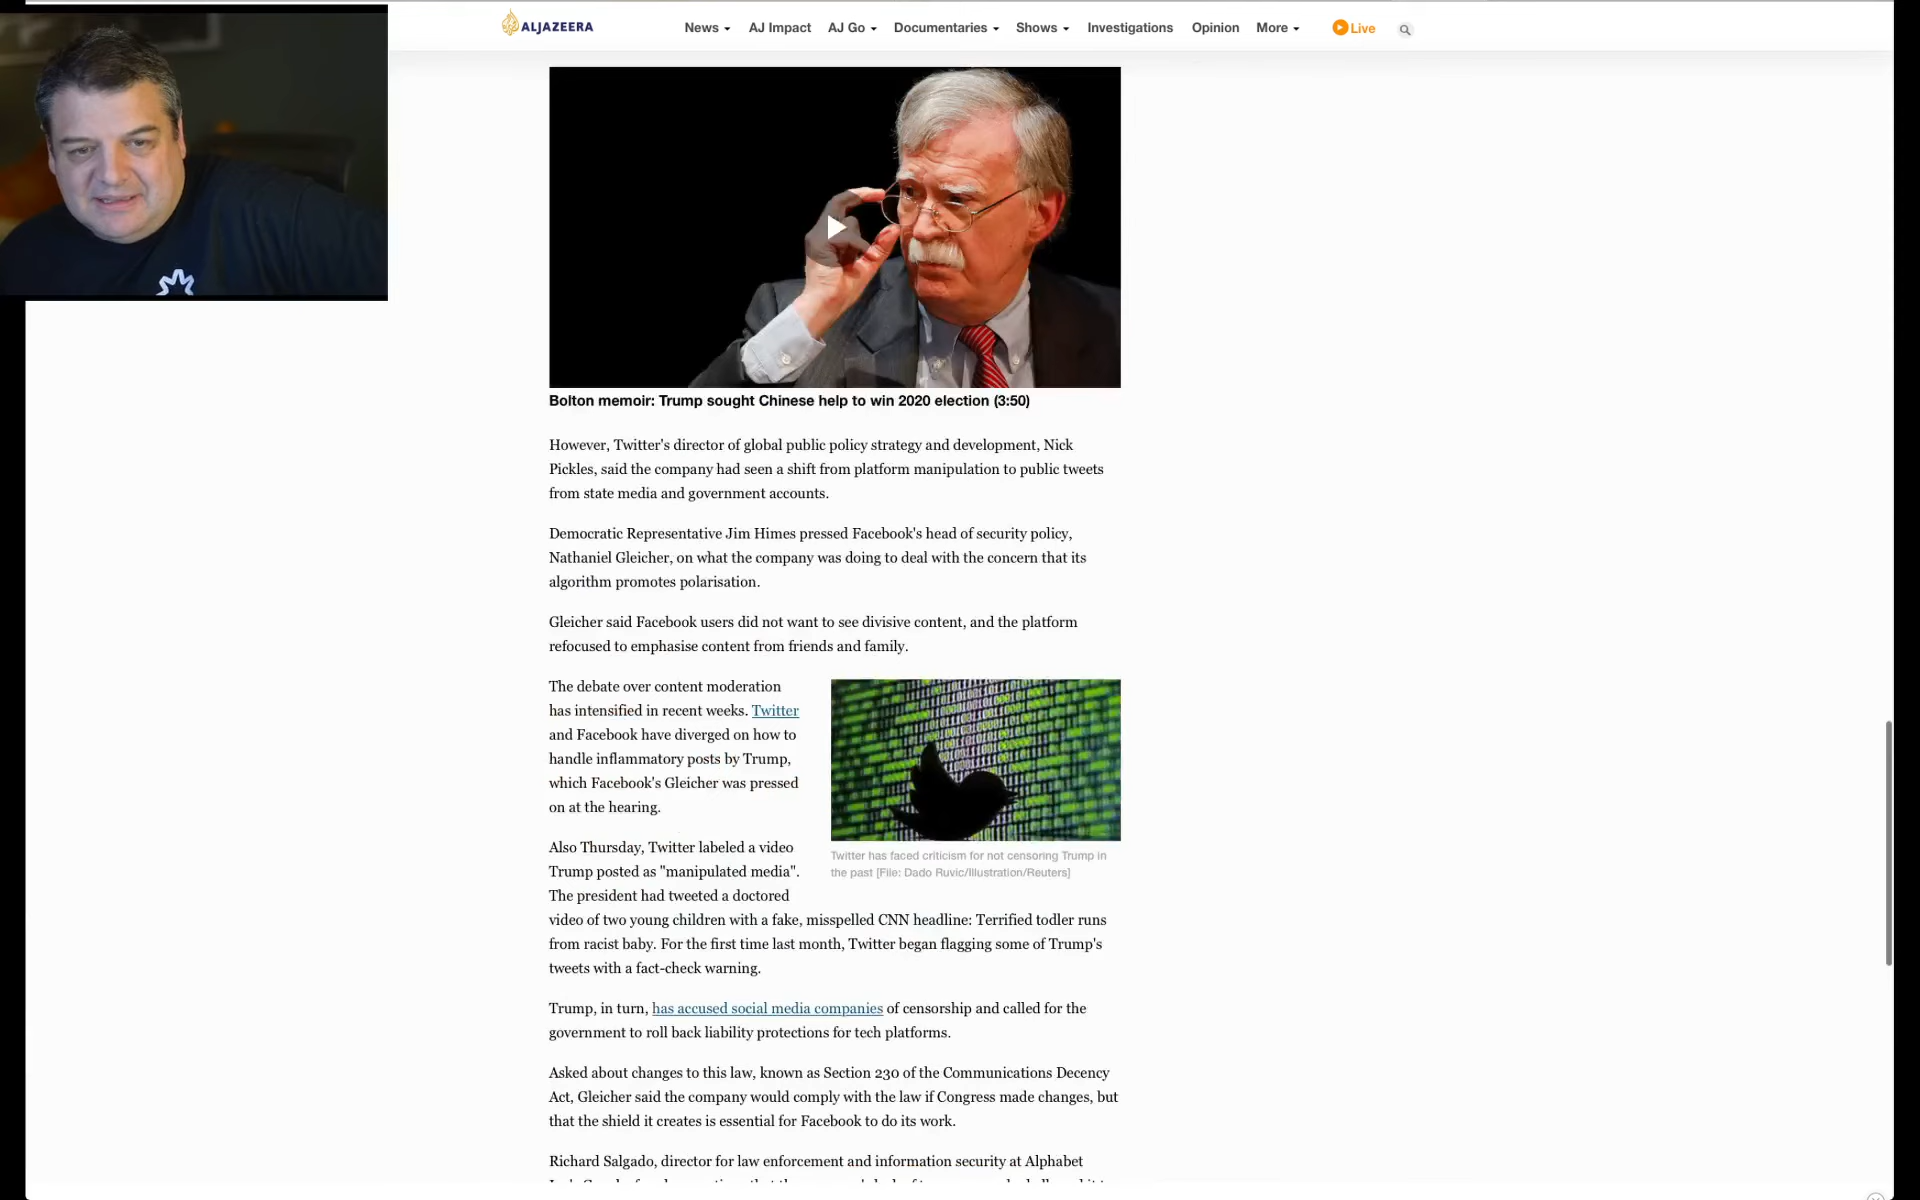 ALJAZEERA
News AJ Impact AJ Go Documentaries Shows Investigations Opinion More Live
Bolton memoir: Trump sought Chinese help to win 2020 election (3:50)
However, Twitter's director of global public policy strategy and development, Nick
Pickles, said the company had seen a shift from platform manipulation to public tweets
from state media and government accounts.
Democratic Representative Jim Himes pressed Facebook's head of security policy,
Nathaniel Gleicher, on what the company was doing to deal with the concern that its
algorithm promotes polarisation.
Gleicher said Facebook users did not want to see divisive content, and the platform
refocused to emphasise content from friends and family.
The debate over content moderation
has intensified in recent weeks. Twitter
and Facebook have diverged on how to
handle inflammatory posts by Trump,
which Facebook's Gleicher was pressed
on at the hearing.
Twitter has faced criticism for not censoring Trump in
the past [File: Dado Ruvic/Illustration/Reuters]
Also Thursday, Twitter labeled a video
Trump posted as "manipulated media".
The president had tweeted a doctored
video of two young children with a fake, misspelled CNN headline: Terrified todler runs
from racist baby. For the first time last month, Twitter began flagging some of Trump's
tweets with a fact-check warning.
Trump, in turn, has accused social media companies of censorship and called for the
government to roll back liability protections for tech platforms.
Asked about changes to this law, known as Section 230 of the Communications Decency
Act, Gleicher said the company would comply with the law if Congress made changes, but
that the shield it creates is essential for Facebook to do its work.
Richard Salgado, director for law enforcement and information security at Alphabet